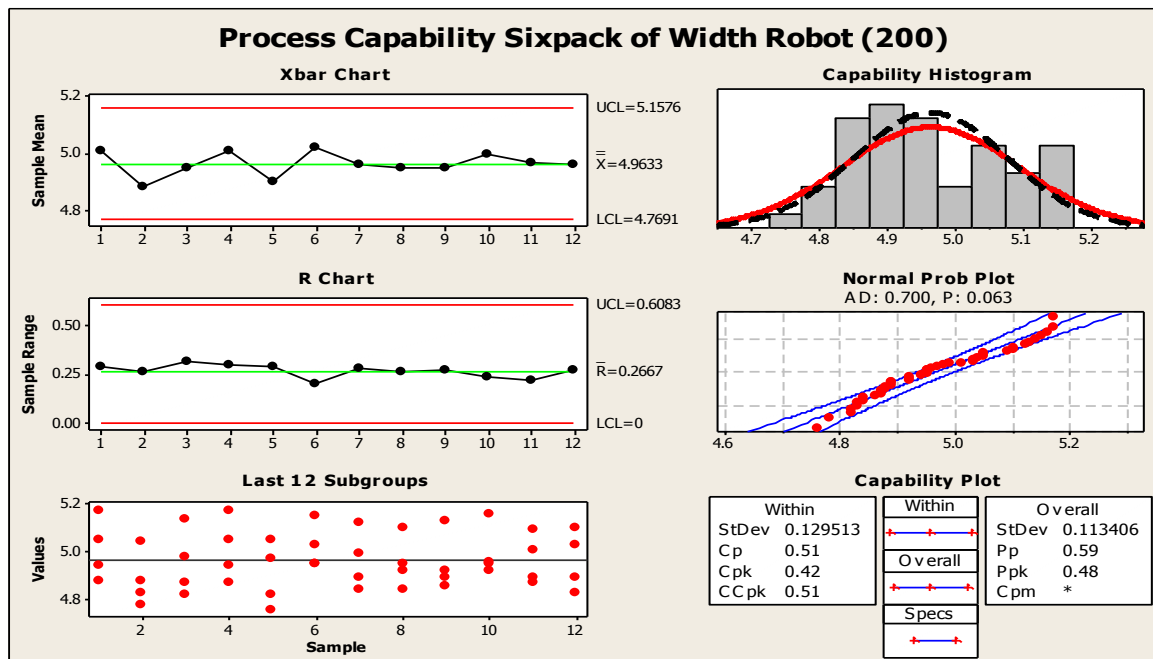 Process Capability Sixpack of Width Robot (200)
Xbar Chart
Sample Mean
5.2
5.0
4.8
UCL=5.1576
X=4.9633
LCL=4.7691
1 2 3 4 5 6 7 8 9 10 11 12
R Chart
Sample Range
0.50
0.25
0.00
UCL=0.6083
R=0.2667
LCL=0
1 2 3 4 5 6 7 8 9 10 11 12
Last 12 Subgroups
Values
5.2
5.0
4.8
2 4 6 8 10 12
Sample
Capability Histogram
4.7 4.8 4.9 5.0 5.1 5.2
Normal Prob Plot
AD: 0.700, P: 0.063
4.6 4.8 5.0 5.2
Capability Plot
Within
StDev 0.129513
Cp 0.51
Cpk 0.42
CCpk 0.51
Within
Overall
Specs
Overall
StDev 0.113406
Pp 0.59
Ppk 0.48
Cpm *